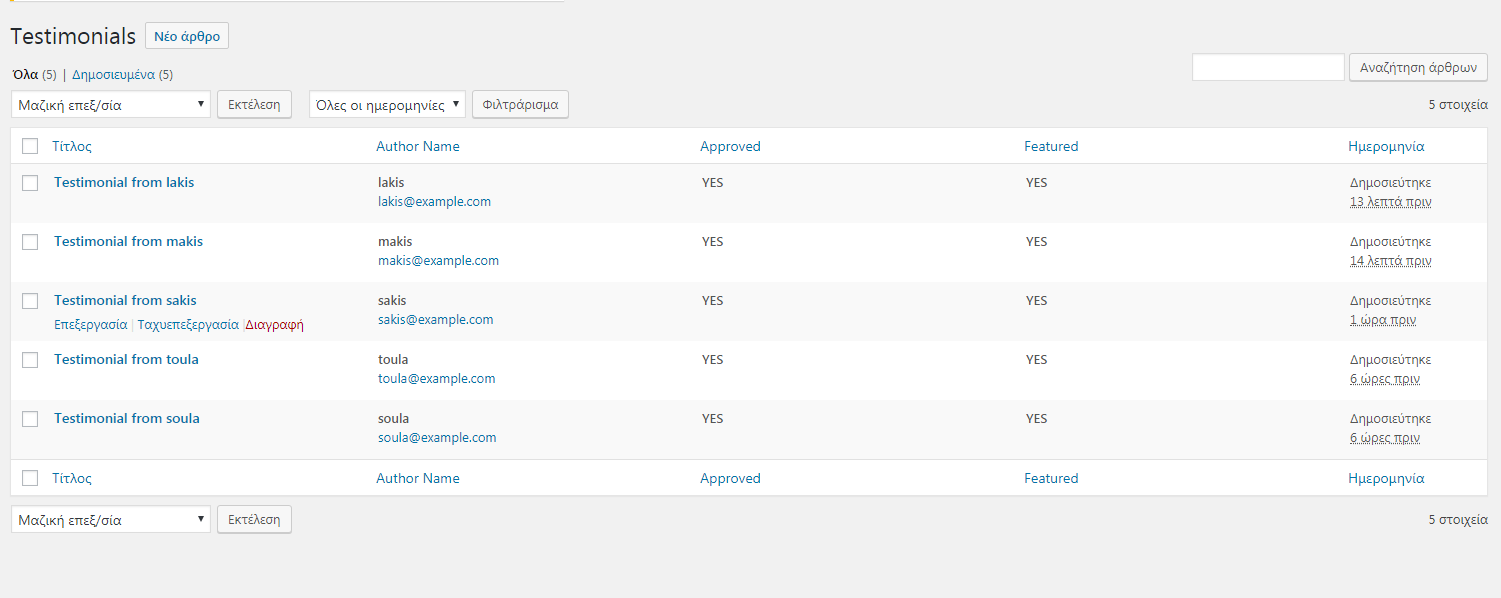 Testimonials Νέο άρθρο
Όλα (5) | Δημοσιευμένα (5)
Αναζήτηση άρθρων
Μαζική επεξ/σία Εκτέλεση Όλες οι ημερομηνίες Φιλτράρισμα 5 στοιχεία
Τίτλος Author Name Approved Featured Ημερομηνία
Testimonial from lakis lakis YES YES Δημοσιεύτηκε
lakis@example.com 13 λεπτά πριν
Testimonial from makis makis YES YES Δημοσιεύτηκε
makis@example.com 14 λεπτά πριν
Testimonial from sakis sakis YES YES Δημοσιεύτηκε
Επεξεργασία | Ταχυεπεξεργασία | Διαγραφή sakis@example.com 1 ώρα πριν
Testimonial from toula toula YES YES Δημοσιεύτηκε
toula@example.com 6 ώρες πριν
Testimonial from soula soula YES YES Δημοσιεύτηκε
soula@example.com 6 ώρες πριν
Τίτλος Author Name Approved Featured Ημερομηνία
Μαζική επεξ/σία Εκτέλεση 5 στοιχεία